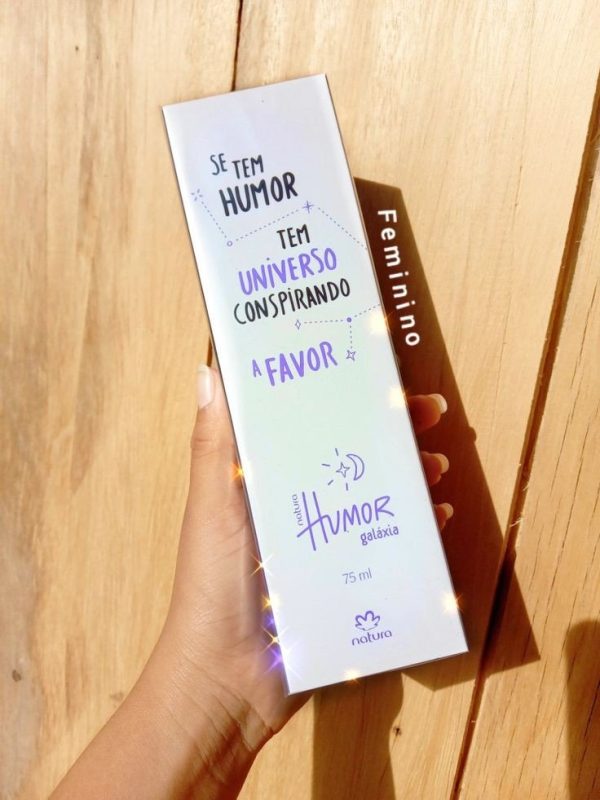 SE TEM
HUMOR
TEM
UNIVERSO
CONSPIRANDO
A FAVOR
Feminino
natura
HUMOR
galáxia
75 ml
natura